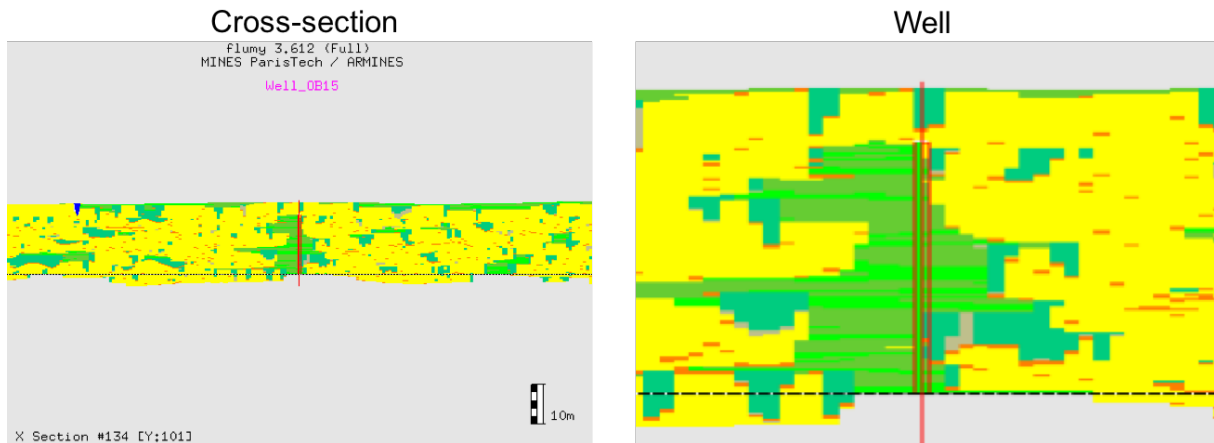 Cross-section
Well
flumy 3.612 (Full)
MINES ParisTech / ARMINES
Well_OB15
10m
X Section #134 [Y:101]